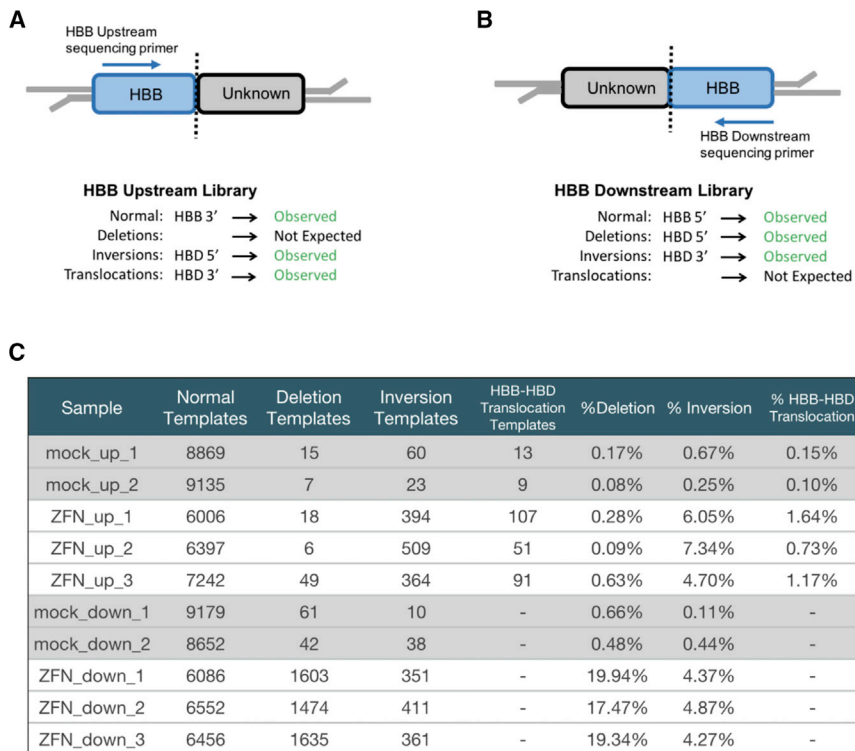 A
HBB Upstream
sequencing primer
HBB
Unknown
HBB Upstream Library
Normal: HBB 3′ → Observed
Deletions: → Not Expected
Inversions: HBD 5′ → Observed
Translocations: HBD 3′ → Observed
B
Unknown
HBB
HBB Downstream
sequencing primer
HBB Downstream Library
Normal: HBB 5′ → Observed
Deletions: HBD 5′ → Observed
Inversions: HBD 3′ → Observed
Translocations: → Not Expected
C
Sample Normal Templates Deletion Templates Inversion Templates HBB-HBD Translocation Templates %Deletion % Inversion % HBB-HBD Translocation
mock_up_1 8869 15 60 13 0.17% 0.67% 0.15%
mock_up_2 9135 7 23 9 0.08% 0.25% 0.10%
ZFN_up_1 6006 18 394 107 0.28% 6.05% 1.64%
ZFN_up_2 6397 6 509 51 0.09% 7.34% 0.73%
ZFN_up_3 7242 49 364 91 0.63% 4.70% 1.17%
mock_down_1 9179 61 10 - 0.66% 0.11% -
mock_down_2 8652 42 38 - 0.48% 0.44% -
ZFN_down_1 6086 1603 351 - 19.94% 4.37% -
ZFN_down_2 6552 1474 411 - 17.47% 4.87% -
ZFN_down_3 6456 1635 361 - 19.34% 4.27% -